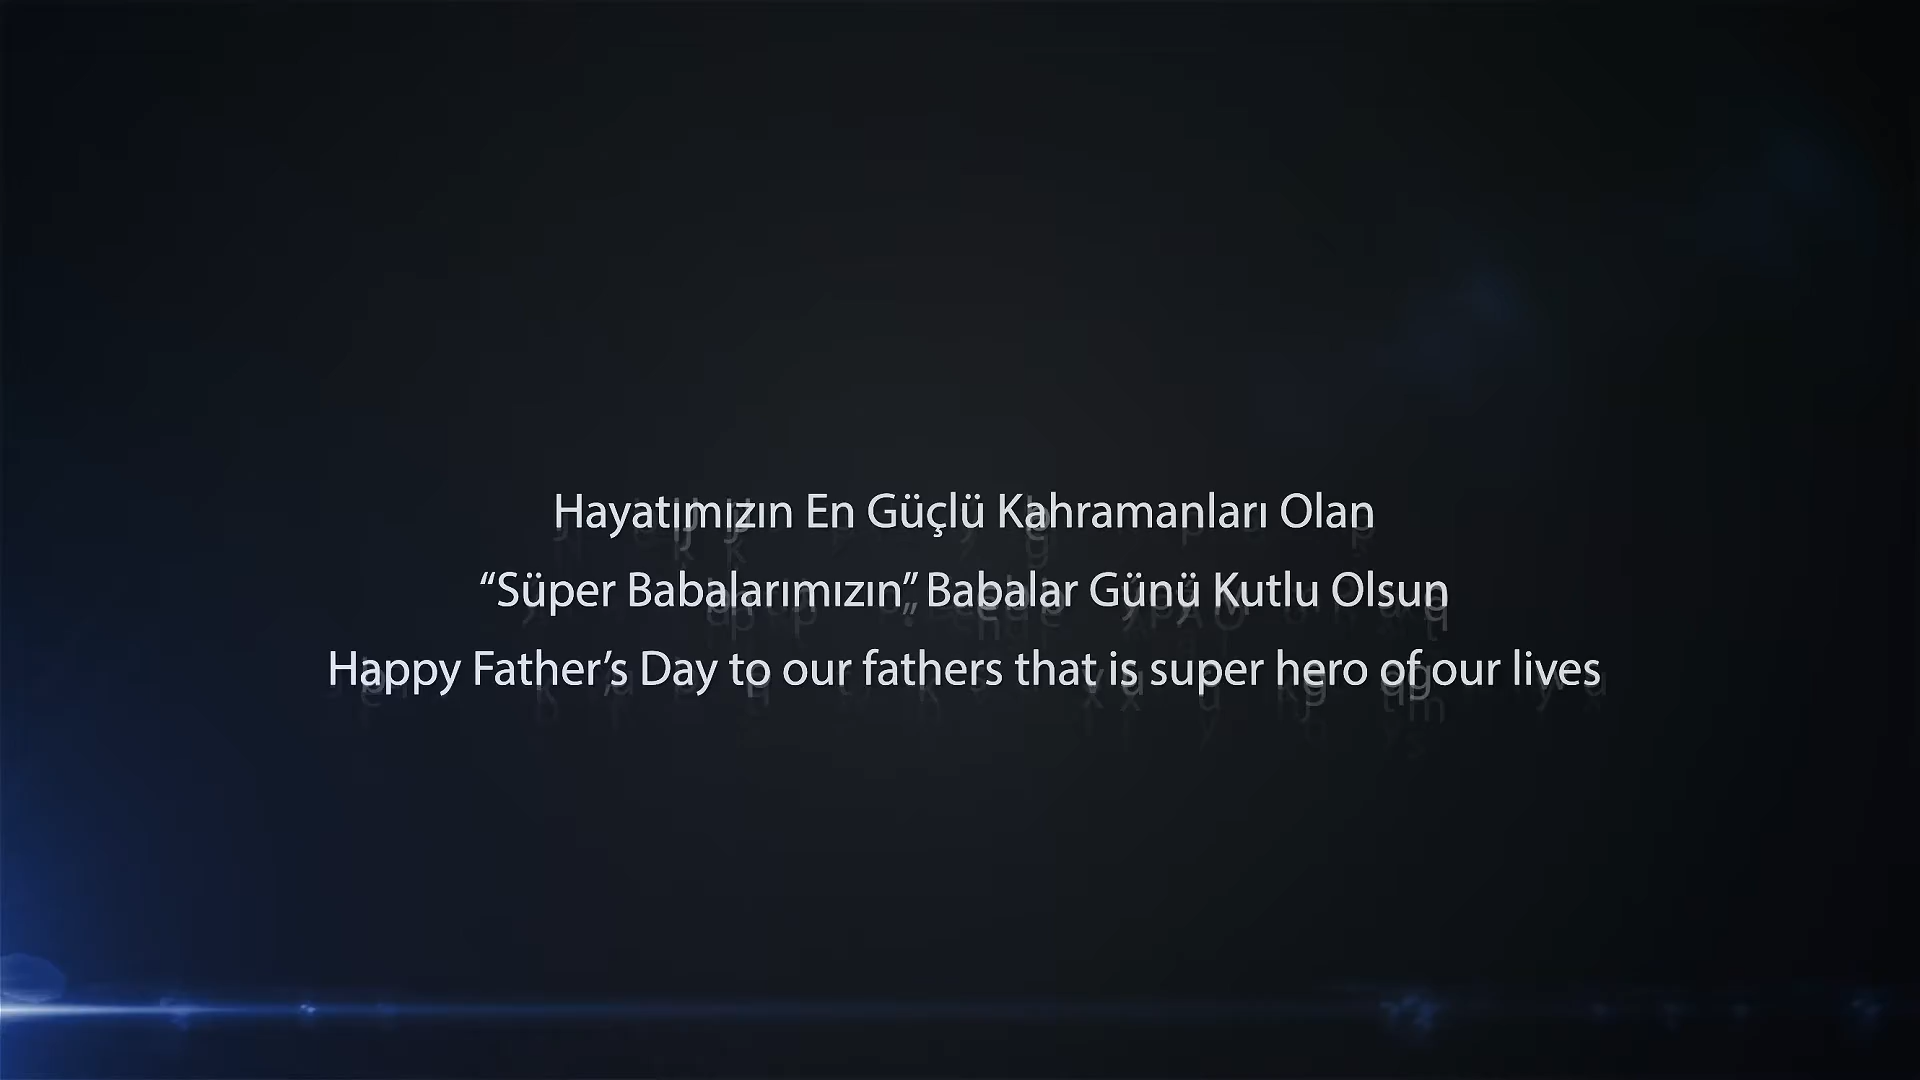 Hayatımızın En Güçlü Kahramanları Olan
“Süper Babalarımızın” Babalar Günü Kutlu Olsun
Happy Father’s Day to our fathers that is super hero of our lives